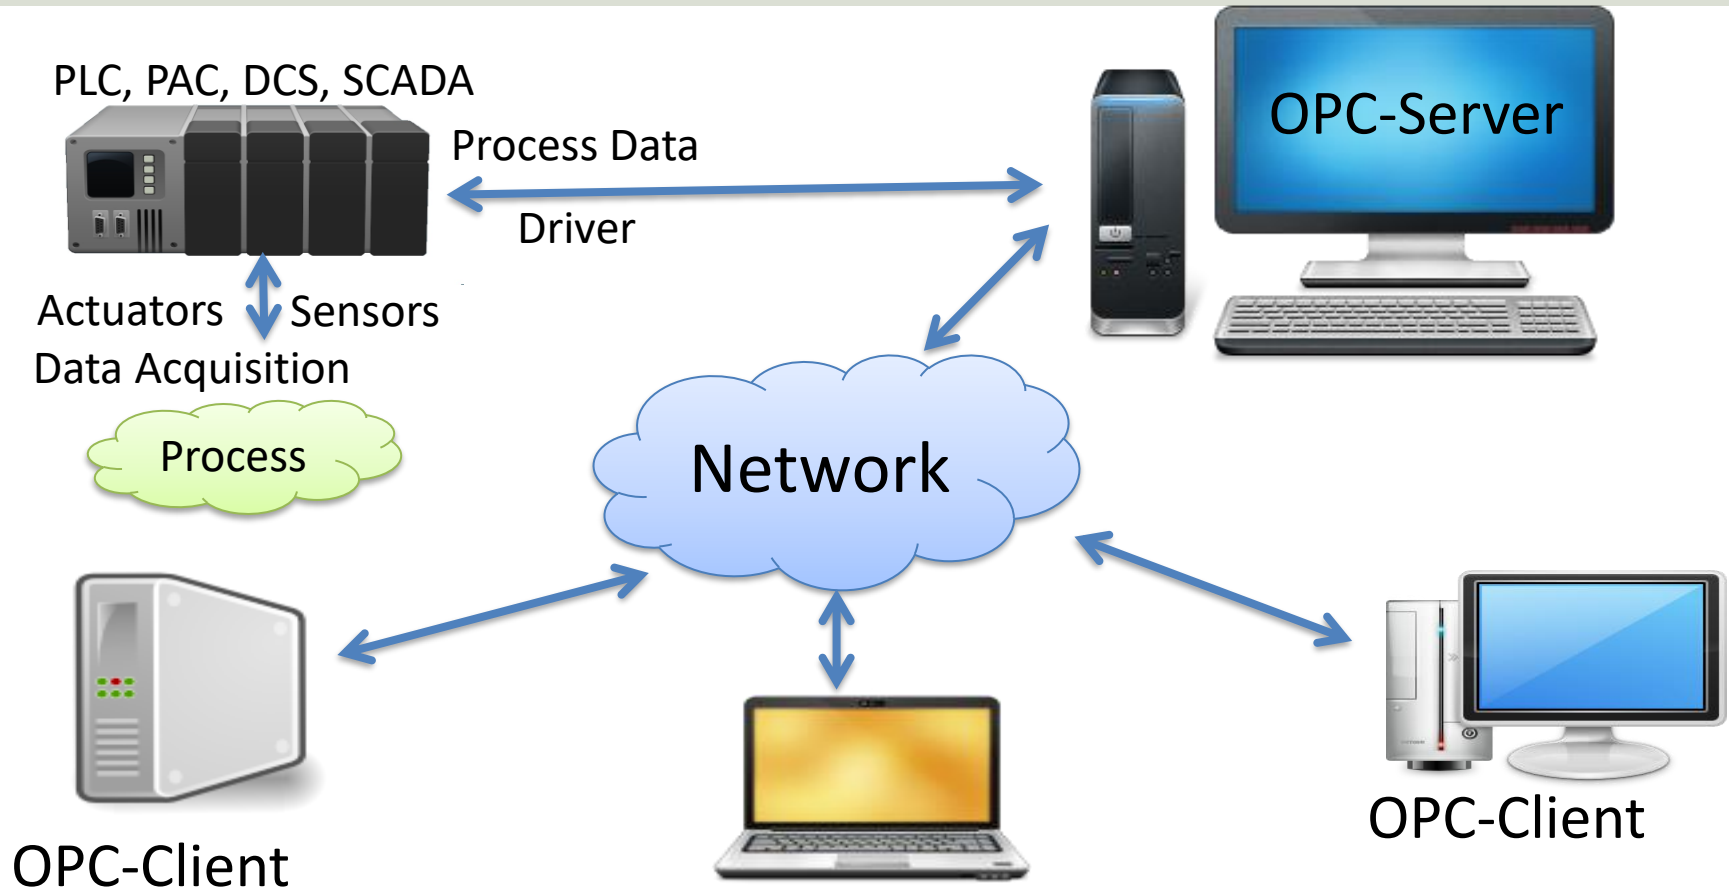 PLC, PAC, DCS, SCADA
OPC-Server
Process Data
Driver
Actuators
Sensors
Data Acquisition
Process
Network
OPC-Client
OPC-Client